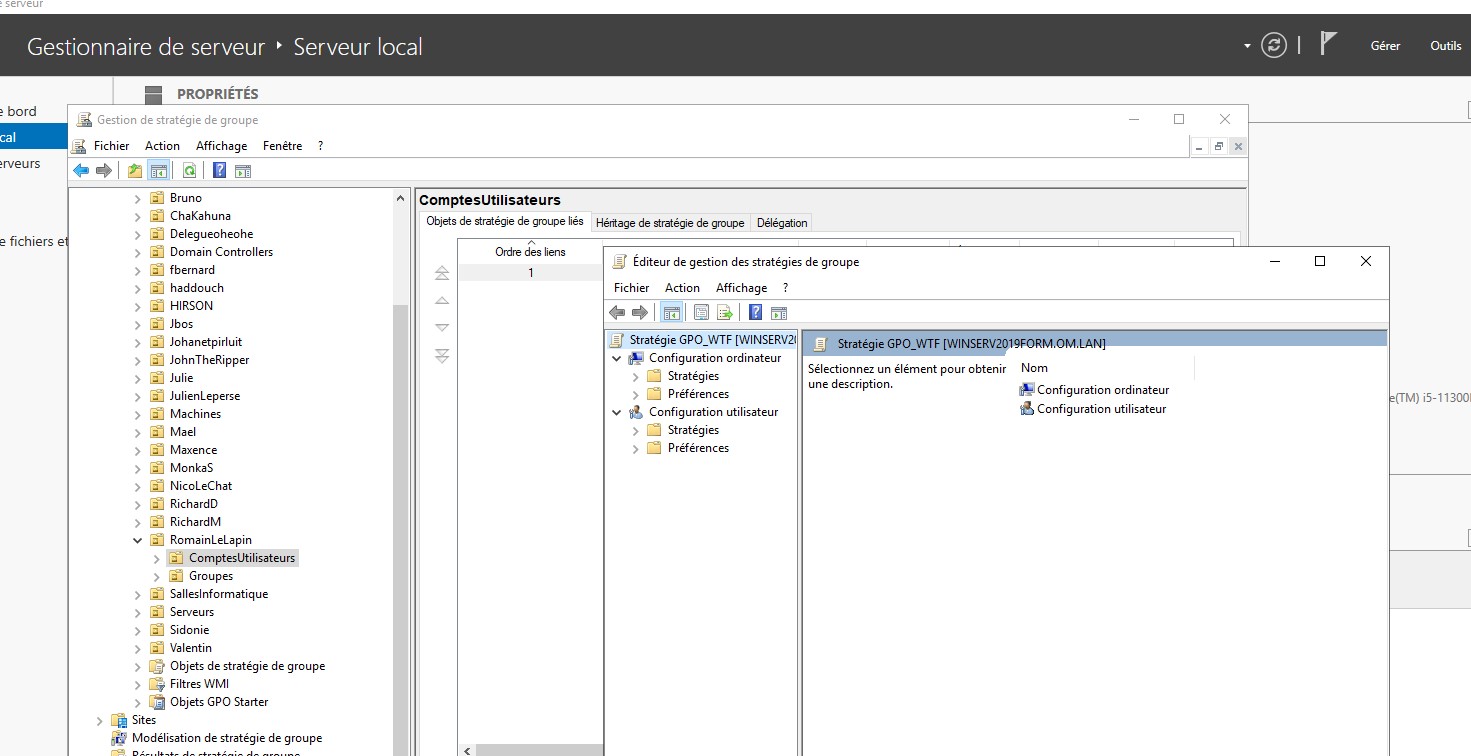 e serveur
Gestionnaire de serveur ‣ Serveur local
Gérer Outils
PROPRIÉTÉS
e bord
cal
erveurs
e fichiers et
Gestion de stratégie de groupe
Fichier Action Affichage Fenêtre ?
Bruno
ChaKahuna
Delegueoheohe
Domain Controllers
fbernard
haddouch
HIRSON
Jbos
Johanetpirluit
JohnTheRipper
Julie
JulienLeperse
Machines
Mael
Maxence
MonkaS
NicoLeChat
RichardD
RichardM
RomainLeLapin
ComptesUtilisateurs
Groupes
SallesInformatique
Serveurs
Sidonie
Valentin
Objets de stratégie de groupe
Filtres WMI
Objets GPO Starter
Sites
Modélisation de stratégie de groupe
Résultats de stratégie de groupe
ComptesUtilisateurs
Objets de stratégie de groupe liés Héritage de stratégie de groupe Délégation
Ordre des liens
1
Éditeur de gestion des stratégies de groupe
Fichier Action Affichage ?
Stratégie GPO_WTF [WINSERV20
Configuration ordinateur
Stratégies
Préférences
Configuration utilisateur
Stratégies
Préférences
Stratégie GPO_WTF [WINSERV2019FORM.OM.LAN]
Sélectionnez un élément pour obtenir
une description.
Nom
Configuration ordinateur
Configuration utilisateur
e(TM) i5-11300